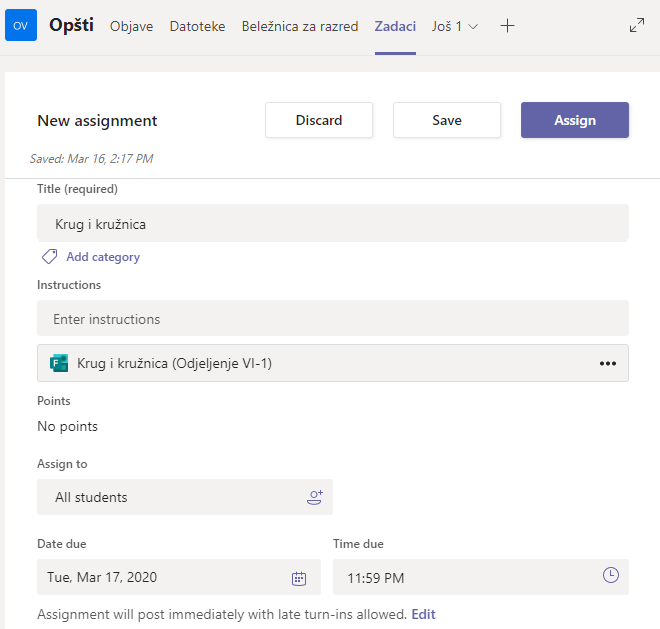 OV Opšti Objave Datoteke Beležnica za razred Zadaci Još 1
New assignment Discard Save Assign
Saved: Mar 16, 2:17 PM
Title (required)
Krug i kružnica
Add category
Instructions
Enter instructions
F Krug i kružnica (Odjeljenje VI-1)
Points
No points
Assign to
All students
Date due Time due
Tue, Mar 17, 2020 11:59 PM
Assignment will post immediately with late turn-ins allowed. Edit